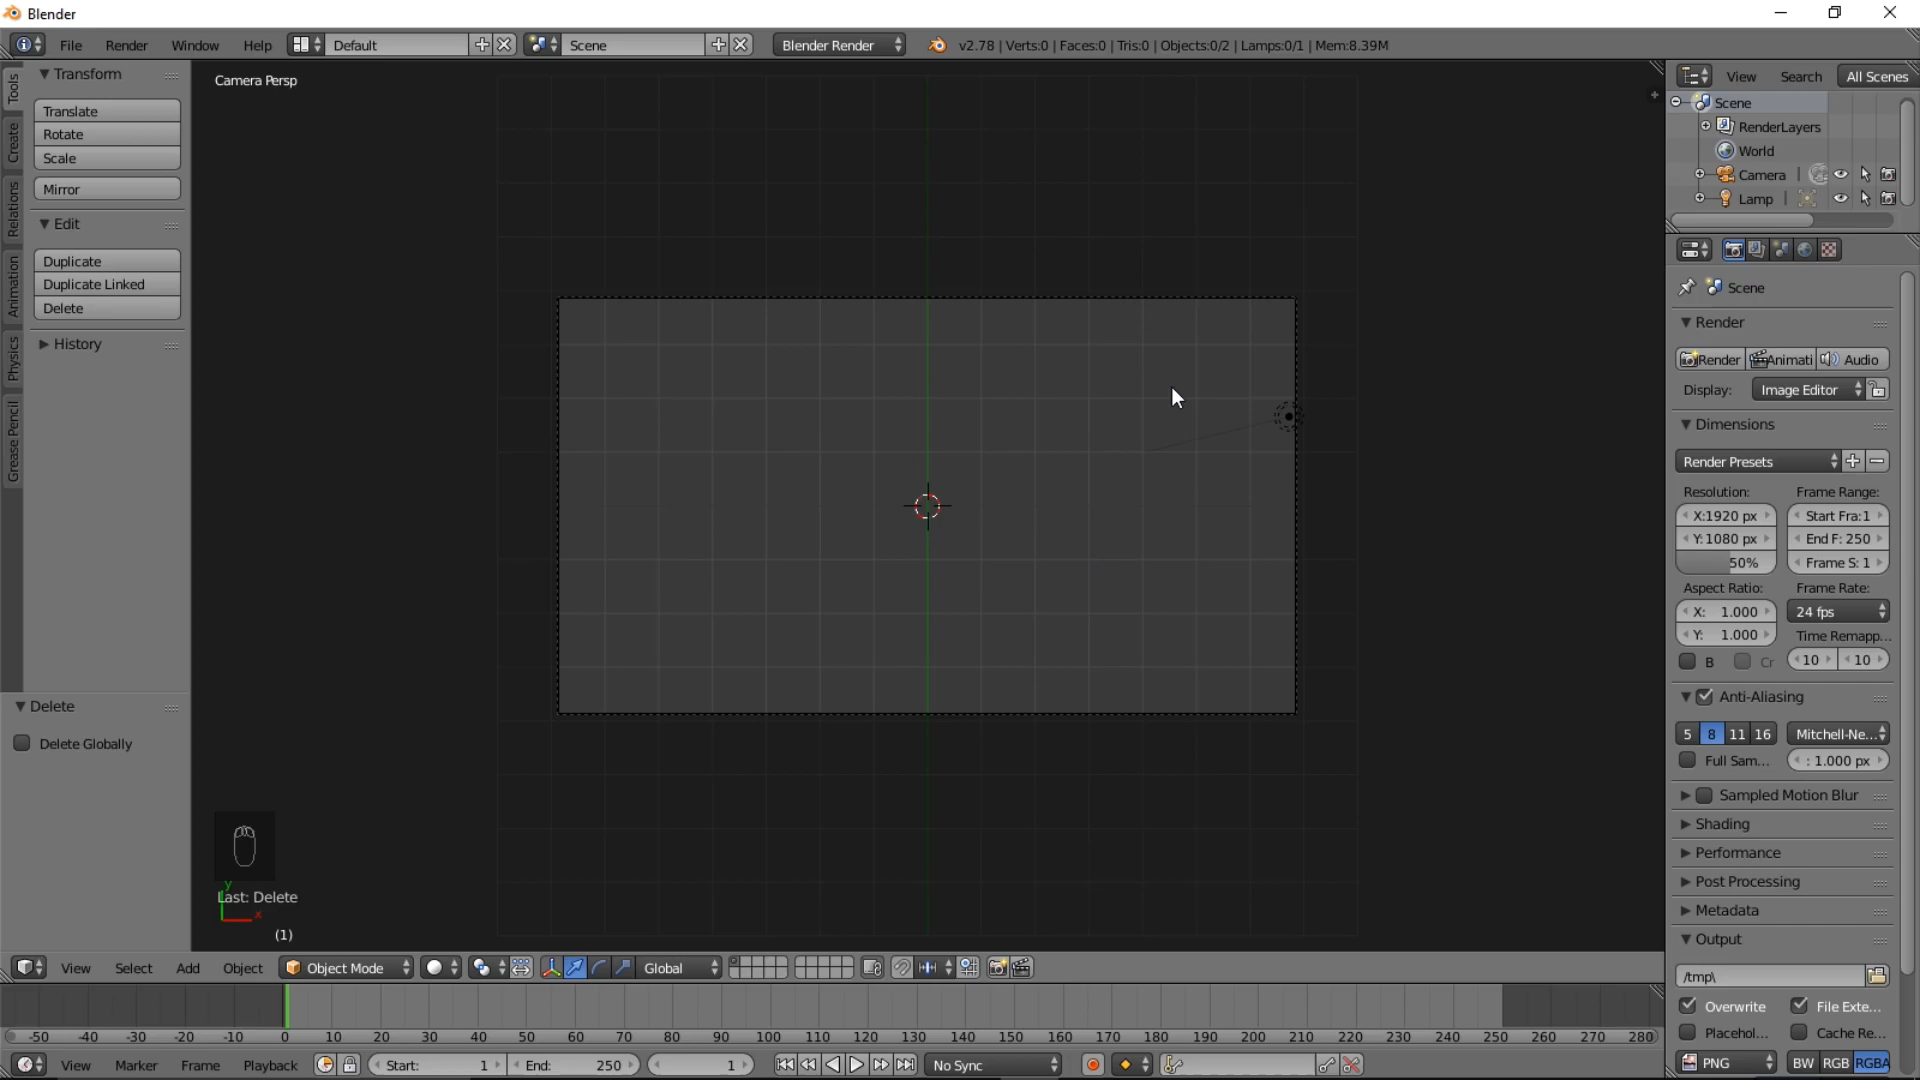 Blender
File Render Window Help Default Scene Blender Render v2.78 | Verts:0 | Faces:0 | Tris:0 | Objects:0/2 | Lamps:0/1 | Mem:8.39M
Tools
Create
Relations
Animation
Physics
Grease Pencil
Transform
Translate
Rotate
Scale
Mirror
Edit
Duplicate
Duplicate Linked
Delete
History
Delete
Delete Globally
Camera Persp
y
Last: Delete
x
(1)
View Search All Scenes
Scene
RenderLayers
World
Camera
Lamp
Scene
Render
Render Animati Audio
Display: Image Editor
Dimensions
Render Presets
Resolution: Frame Range:
X:1920 px Start Fra:1
Y:1080 px End F: 250
50% Frame S: 1
Aspect Ratio: Frame Rate:
X: 1.000 24 fps
Y: 1.000 Time Remapp...
B Cr 10 10
Anti-Aliasing
5 8 11 16 Mitchell-Ne...
Full Sam... : 1.000 px
Sampled Motion Blur
Shading
Performance
Post Processing
Metadata
Output
/tmp\
Overwrite File Exte...
Placehol... Cache Re...
PNG BW RGB RGBA
View Select Add Object Object Mode Global
-50 -40 -30 -20 -10 0 10 20 30 40 50 60 70 80 90 100 110 120 130 140 150 160 170 180 190 200 210 220 230 240 250 260 270 280
View Marker Frame Playback Start: 1 End: 250 1 No Sync